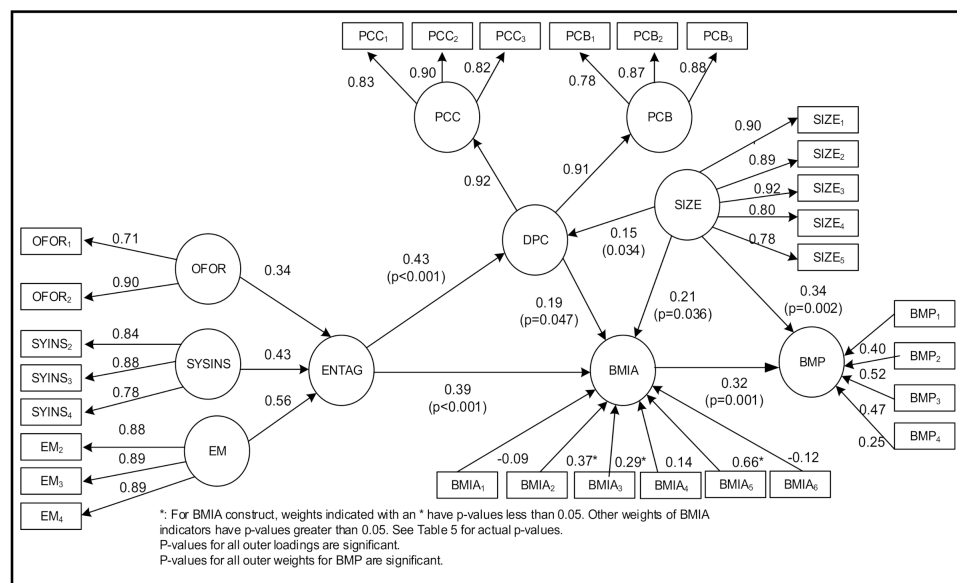 PCC₁ PCC₂ PCC₃ PCB₁ PCB₂ PCB₃
0.83 0.90 0.82 0.78 0.87 0.88
PCC PCB
SIZE₁
0.90
SIZE₂
0.89
SIZE₃
0.92
SIZE₄
0.80
SIZE₅
0.78
SIZE
0.92 0.91
DPC
0.15
(0.034)
OFOR₁ 0.71
OFOR
OFOR₂ 0.90
0.34
0.43
(p<0.001)
0.19
(p=0.047)
0.21
(p=0.036)
0.34
(p=0.002)
SYINS₂ 0.84
SYINS₃ 0.88
SYINS₄ 0.78
SYSINS
0.43
ENTAG
0.39
(p<0.001)
BMIA
0.32
(p=0.001)
BMP
BMP₁
0.40
BMP₂
0.52
BMP₃
0.47
BMP₄
0.25
0.56
EM₂ 0.88
EM
EM₃ 0.89
EM₄ 0.89
-0.09 0.37* 0.29* 0.14 0.66* -0.12
BMIA₁ BMIA₂ BMIA₃ BMIA₄ BMIA₅ BMIA₆
*: For BMIA construct, weights indicated with an * have p-values less than 0.05. Other weights of BMIA
indicators have p-values greater than 0.05. See Table 5 for actual p-values.
P-values for all outer loadings are significant.
P-values for all outer weights for BMP are significant.